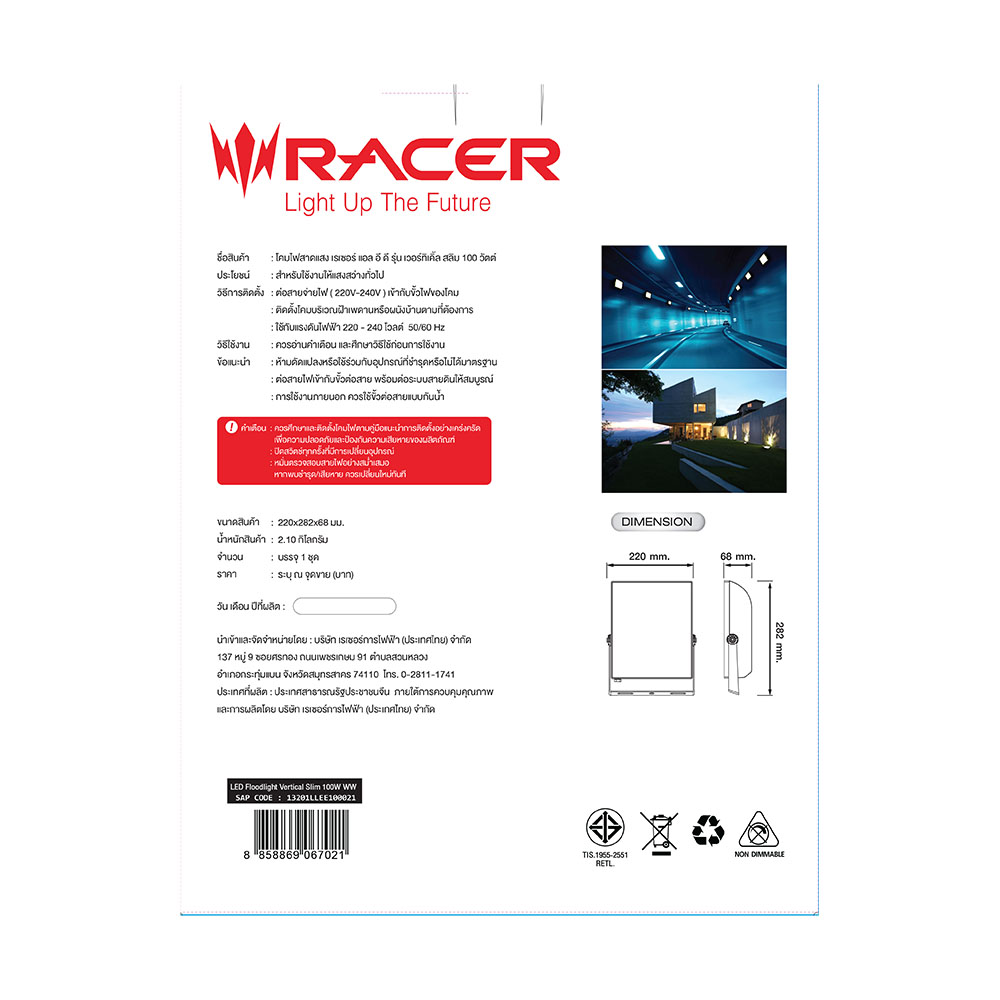 RACER
Light Up The Future
ชื่อสินค้า : โคมไฟสาดแสง เรเซอร์ แอล อี ดี รุ่น เวอร์ทิเคิ้ล สลิม 100 วัตต์
ประโยชน์ : สำหรับใช้งานให้แสงสว่างทั่วไป
วิธีการติดตั้ง : ต่อสายจ่ายไฟ ( 220V-240V ) เข้ากับขั้วไฟของโคม
: ติดตั้งโคมบริเวณฝ้าเพดานหรือผนังบ้านตามที่ต้องการ
: ใช้กับแรงดันไฟฟ้า 220 - 240 โวลต์ 50/60 Hz
วิธีใช้งาน : ควรอ่านคำเตือน และศึกษาวิธีใช้ก่อนการใช้งาน
ข้อแนะนำ : ห้ามดัดแปลงหรือใช้ร่วมกับอุปกรณ์ที่ชำรุดหรือไม่ได้มาตรฐาน
: ต่อสายไฟเข้ากับขั้วต่อสาย พร้อมต่อระบบสายดินให้สมบูรณ์
: การใช้งานภายนอก ควรใช้ขั้วต่อสายแบบกันน้ำ
! คำเตือน : ควรศึกษาและติดตั้งโคมไฟตามคู่มือแนะนำการติดตั้งอย่างเคร่งครัด
เพื่อความปลอดภัยและป้องกันความเสียหายของผลิตภัณฑ์
: ปิดสวิตช์ทุกครั้งที่มีการเปลี่ยนอุปกรณ์
: หมั่นตรวจสอบสายไฟอย่างสม่ำเสมอ
หากพบชำรุด/เสียหาย ควรเปลี่ยนใหม่ทันที
ขนาดสินค้า : 220x282x68 มม.
น้ำหนักสินค้า : 2.10 กิโลกรัม
จำนวน : บรรจุ 1 ชุด
ราคา : ระบุ ณ จุดขาย (บาท)
วัน เดือน ปีที่ผลิต :
นำเข้าและจัดจำหน่ายโดย : บริษัท เรเซอร์การไฟฟ้า (ประเทศไทย) จำกัด
137 หมู่ 9 ซอยศรีทอง ถนนเพชรเกษม 91 ตำบลสวนหลวง
อำเภอกระทุ่มแบน จังหวัดสมุทรสาคร 74110 โทร. 0-2811-1741
ประเทศที่ผลิต : ประเทศสาธารณรัฐประชาชนจีน ภายใต้การควบคุมคุณภาพ
และการผลิตโดย บริษัท เรเซอร์การไฟฟ้า (ประเทศไทย) จำกัด
DIMENSION
220 mm.
68 mm.
282 mm.
LED Floodlight Vertical Slim 100W WW
SAP CODE : 13201LLEE100021
8 858869 067021
TIS.1955-2551
RETL.
NON DIMMABLE